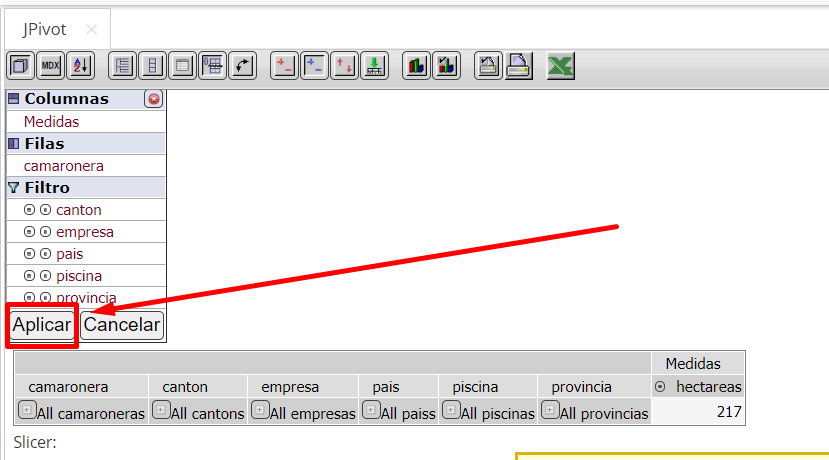 JPivot
MDX
A
Z
Columnas
Medidas
Filas
camaronera
Filtro
canton
empresa
pais
piscina
provincia
Aplicar Cancelar
Medidas
camaronera canton empresa pais piscina provincia hectareas
All camaroneras All cantons All empresas All paiss All piscinas All provincias 217
Slicer: